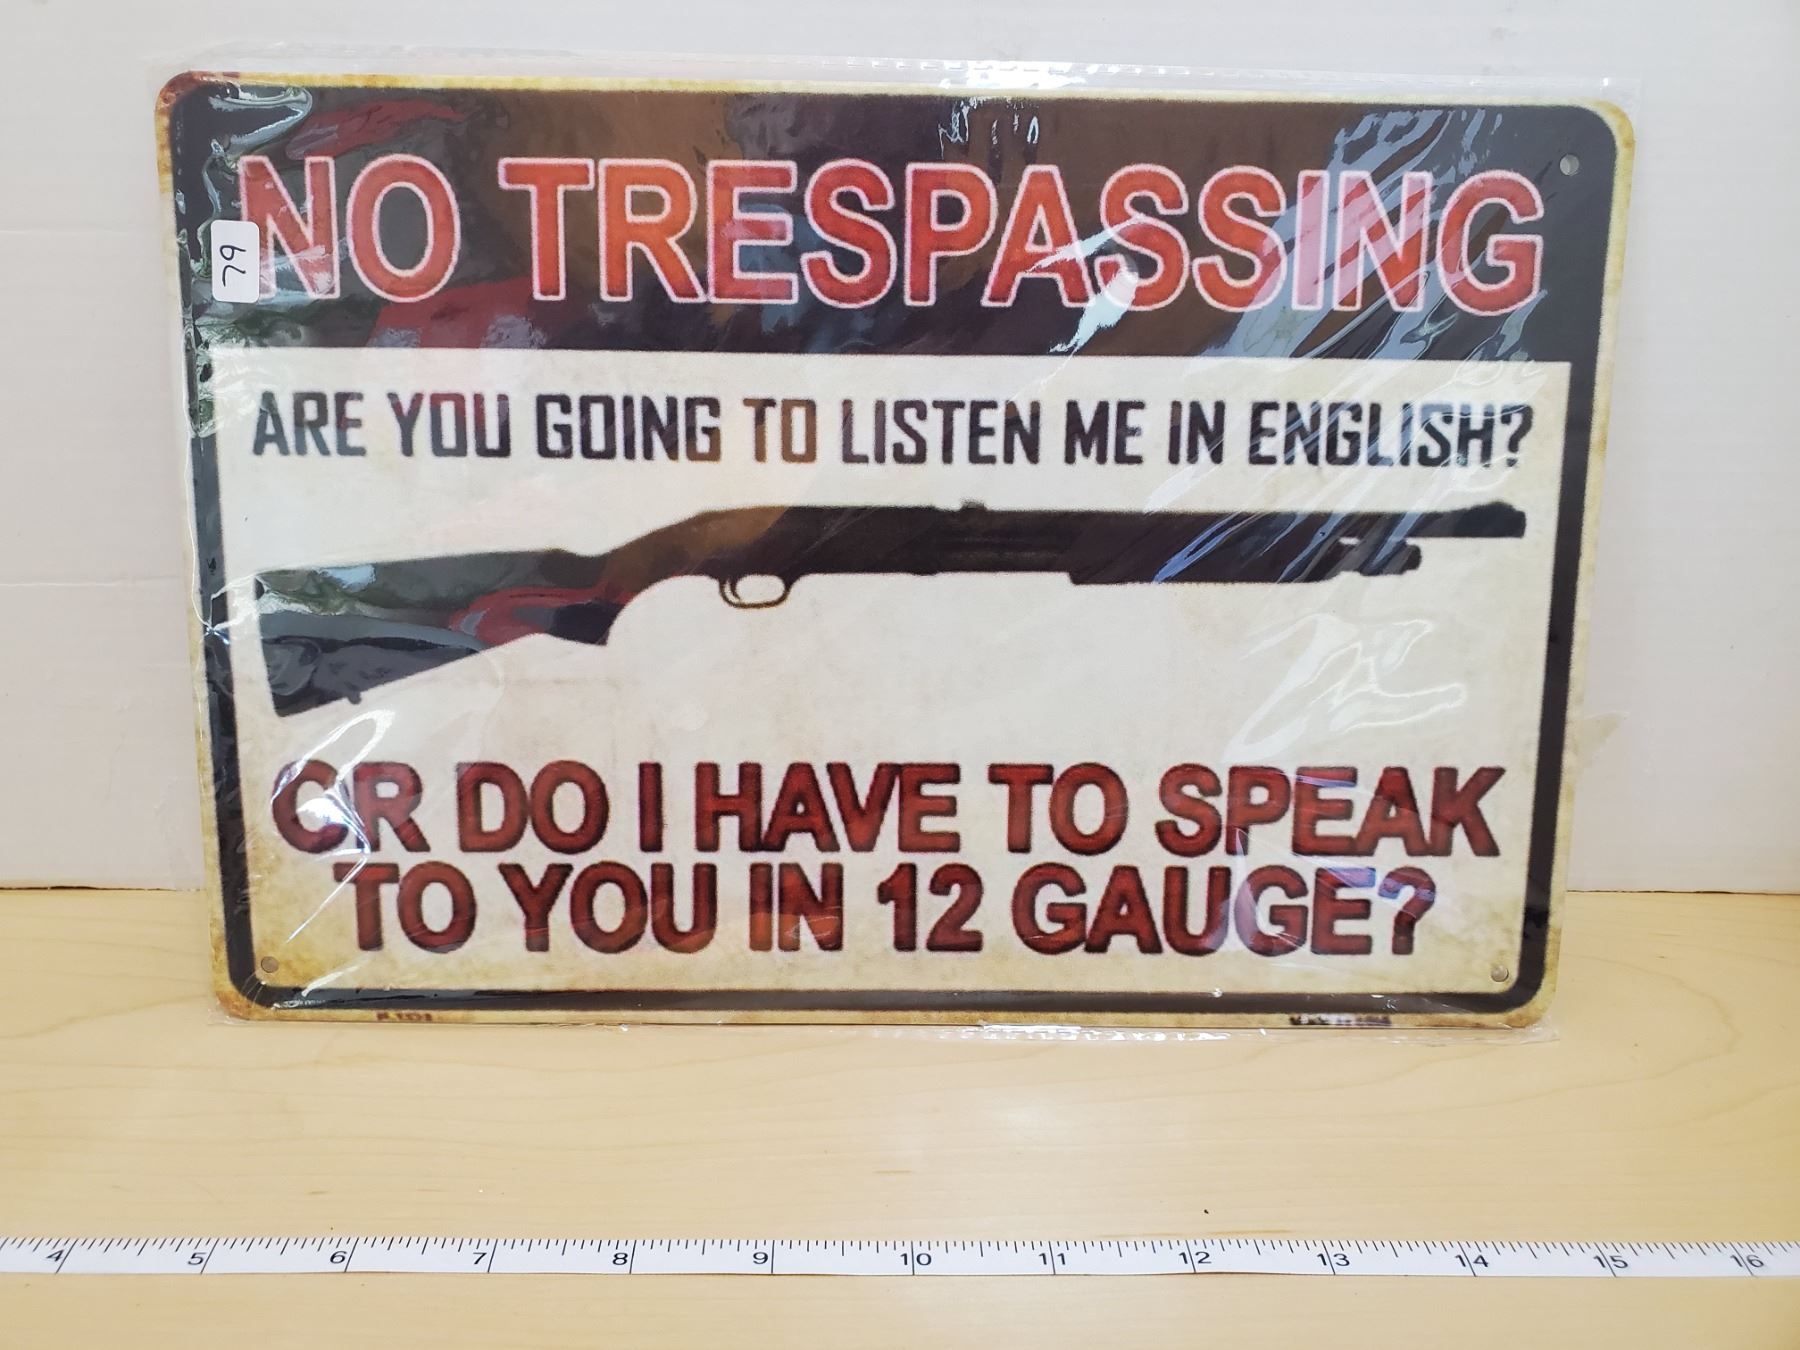 NO TRESPASSING
79
ARE YOU GOING TO LISTEN ME IN ENGLISH?
CR DO I HAVE TO SPEAK
TO YOU IN 12 GAUGE?
4 5 6 7 8 9 10 11 12 13 14 15 16